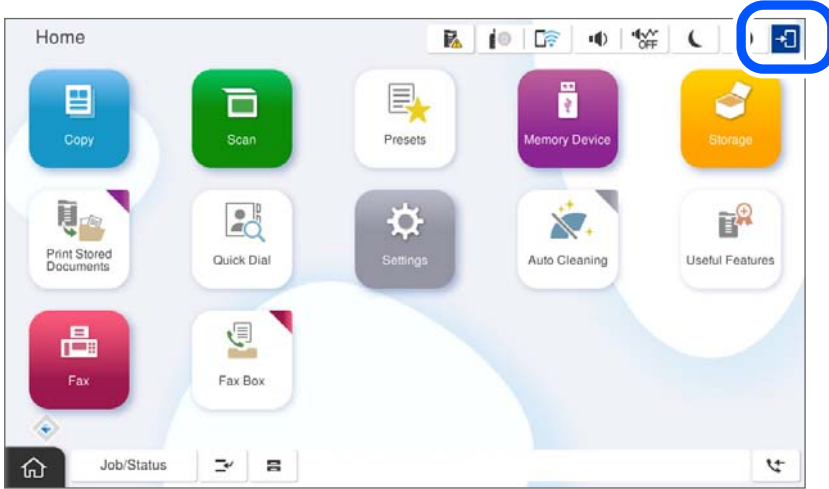 Home
OFF
Copy
Scan
Presets
Memory Device
Storage
Print Stored
Documents
Quick Dial
Settings
Auto Cleaning
Useful Features
Fax
Fax Box
Job/Status